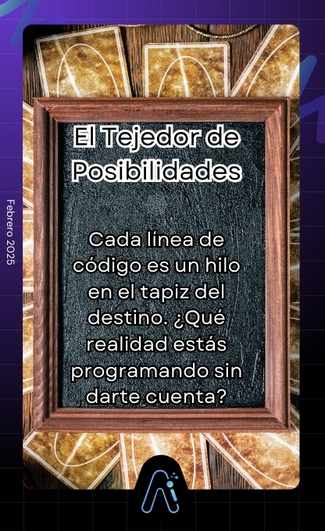 El Tejedor de
Posibilidades
Cada línea de
código es un hilo
en el tapiz del
destino. ¿Qué
realidad estás
programando sin
darte cuenta?
Febrero 2025